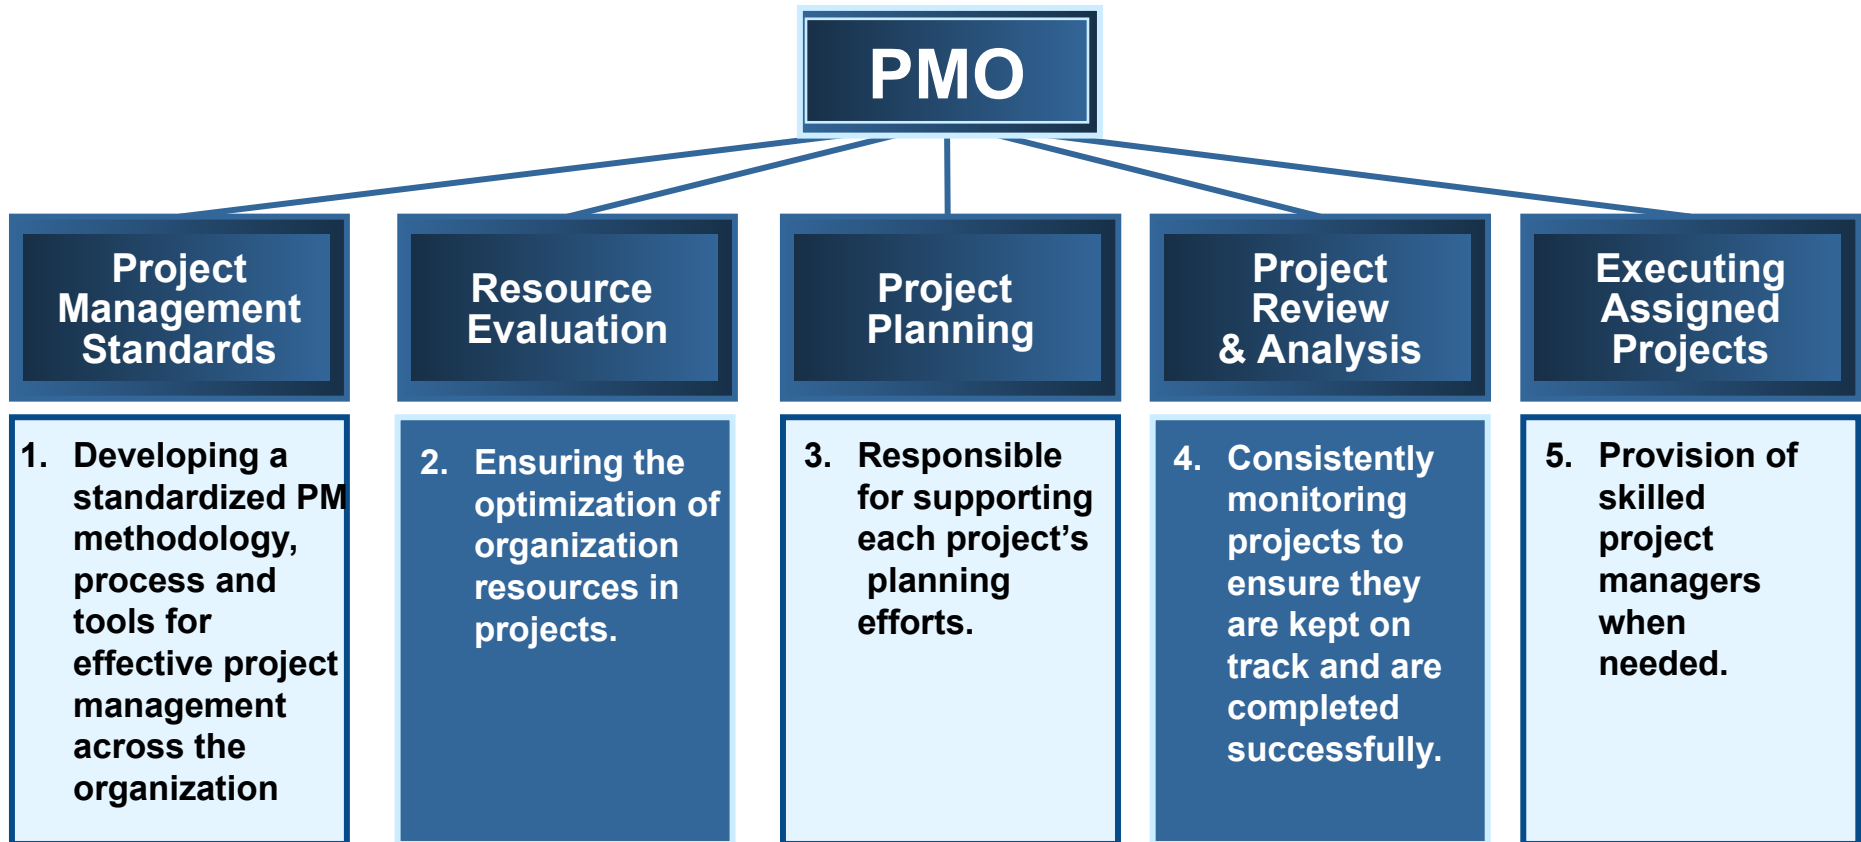 PMO
Project
Management
Standards
Resource
Evaluation
Project
Planning
Project
Review
& Analysis
Executing
Assigned
Projects
1. Developing a
standardized PM
methodology,
process and
tools for
effective project
management
across the
organization
2. Ensuring the
optimization of
organization
resources in
projects.
3. Responsible
for supporting
each project’s
planning
efforts.
4. Consistently
monitoring
projects to
ensure they
are kept on
track and are
completed
successfully.
5. Provision of
skilled
project
managers
when
needed.